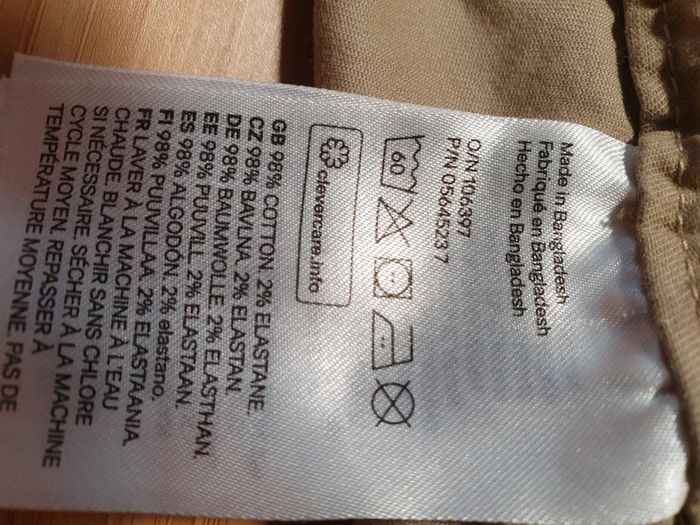 Made in Bangladesh
Fabriqué en Bangladesh
Hecho en Bangladesh
O/N 106397
P/N 05645237
60
clevercare.info
GB 98% COTTON. 2% ELASTANE.
CZ 98% BAVLNA. 2% ELASTAN.
DE 98% BAUMWOLLE. 2% ELASTHAN.
EE 98% PUUVILL. 2% ELASTAAN.
ES 98% ALGODÓN. 2% elastano.
FI 98% PUUVILLAA. 2% ELASTAANIA.
FR LAVER À LA MACHINE À L'EAU
CHAUDE. BLANCHIR SANS CHLORE
SI NÉCESSAIRE. SÉCHER À LA MACHINE
CYCLE MOYEN. REPASSER À
TEMPÉRATURE MOYENNE. PAS DE